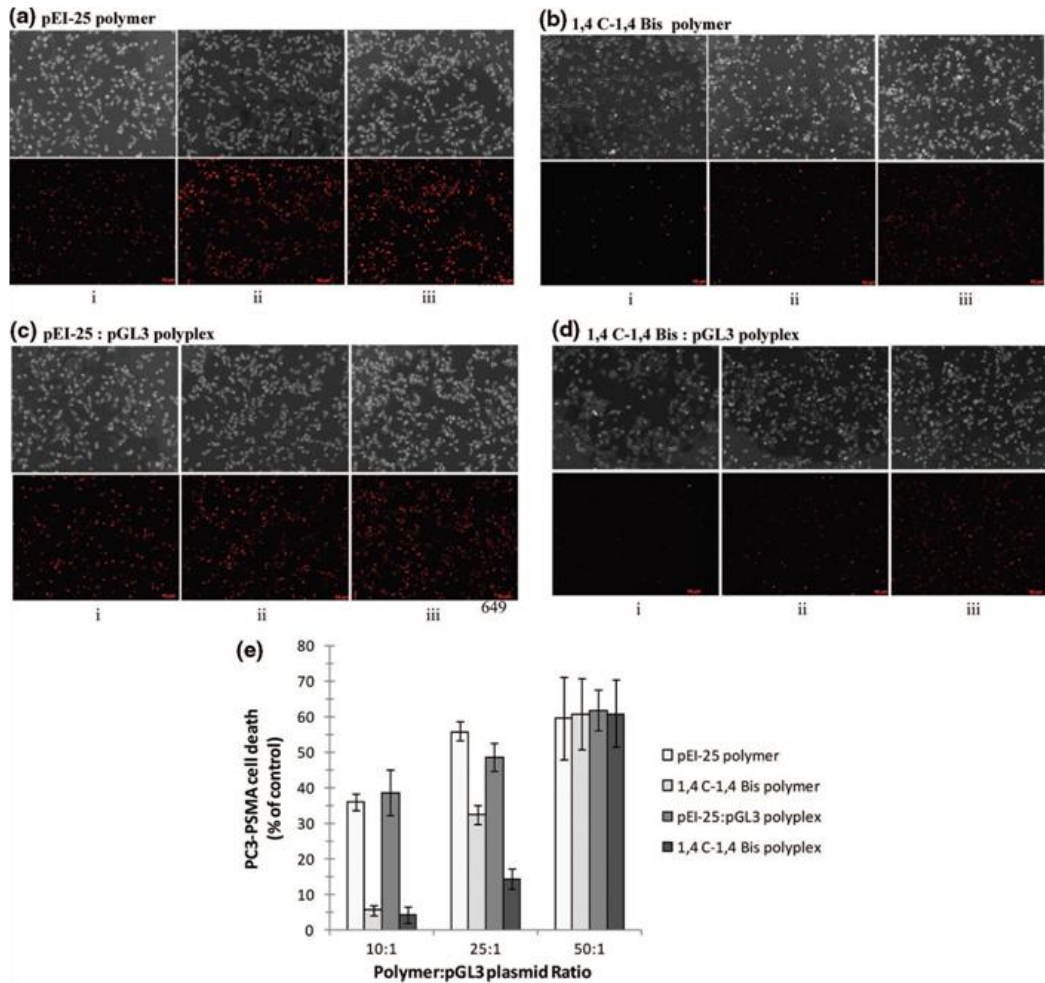 (a) pEI-25 polymer
(b) 1,4 C-1,4 Bis polymer
i ii iii
i ii iii
(c) pEI-25 : pGL3 polyplex
(d) 1,4 C-1,4 Bis : pGL3 polyplex
i ii iii 649
i ii iii
(e)
80
70
60
50
40
30
20
10
0
PC3-PSMA cell death
(% of control)
10:1 25:1 50:1
Polymer:pGL3 plasmid Ratio
pEI-25 polymer
1,4 C-1,4 Bis polymer
pEI-25:pGL3 polyplex
1,4 C-1,4 Bis polyplex